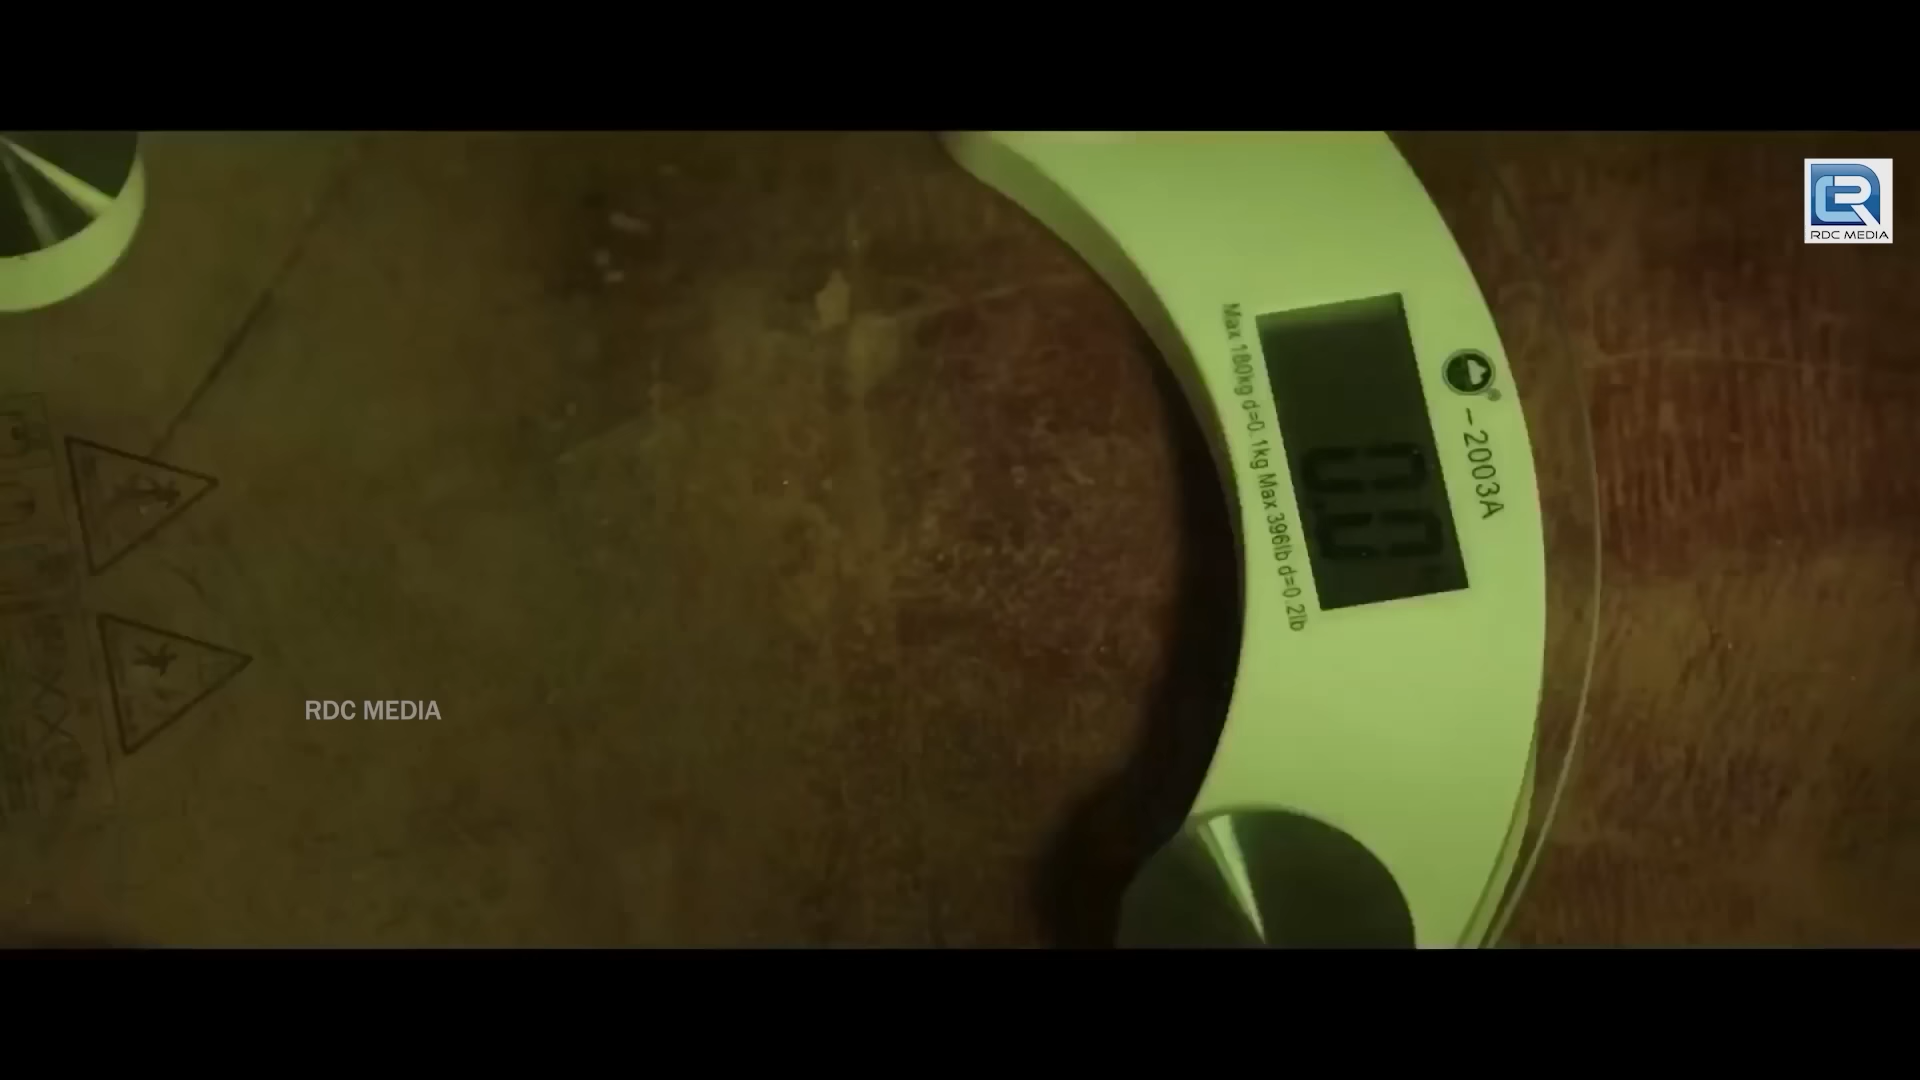 RDC MEDIA
-2003A
0.0
Max 180kg d=0.1kg Max 396lb d=0.2lb
RDC MEDIA